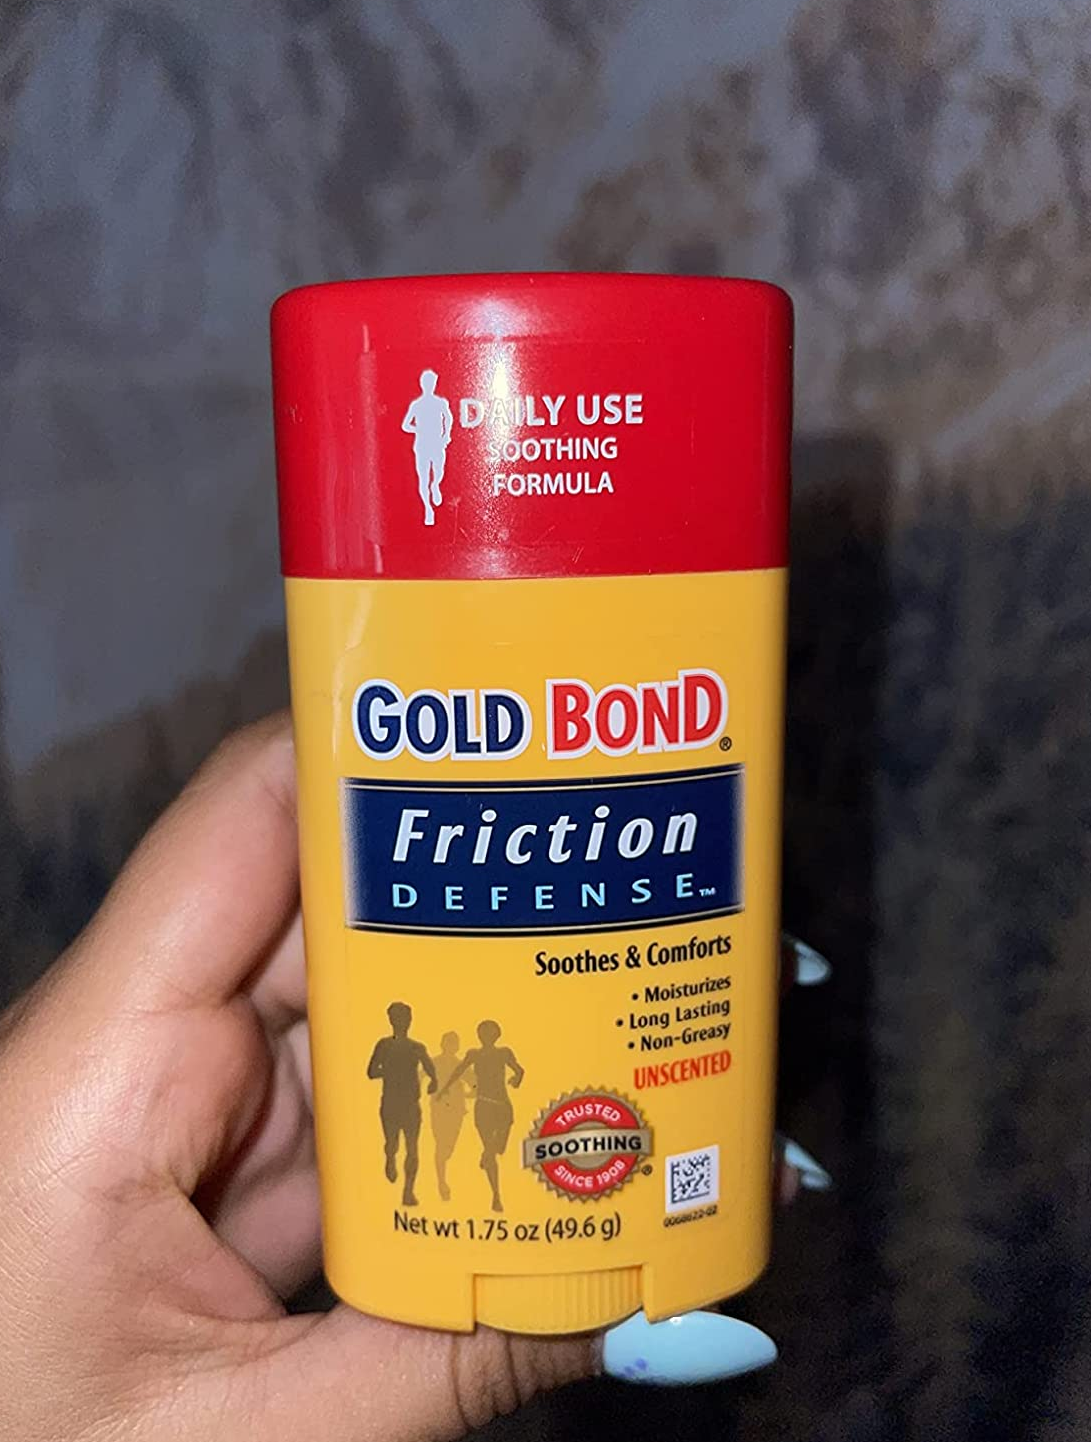 DAILY USE
SOOTHING
FORMULA
GOLD BOND®
Friction
DEFENSE™
Soothes & Comforts
• Moisturizes
• Long Lasting
• Non-Greasy
UNSCENTED
TRUSTED
SOOTHING
SINCE 1908
®
Net wt 1.75 oz (49.6 g)